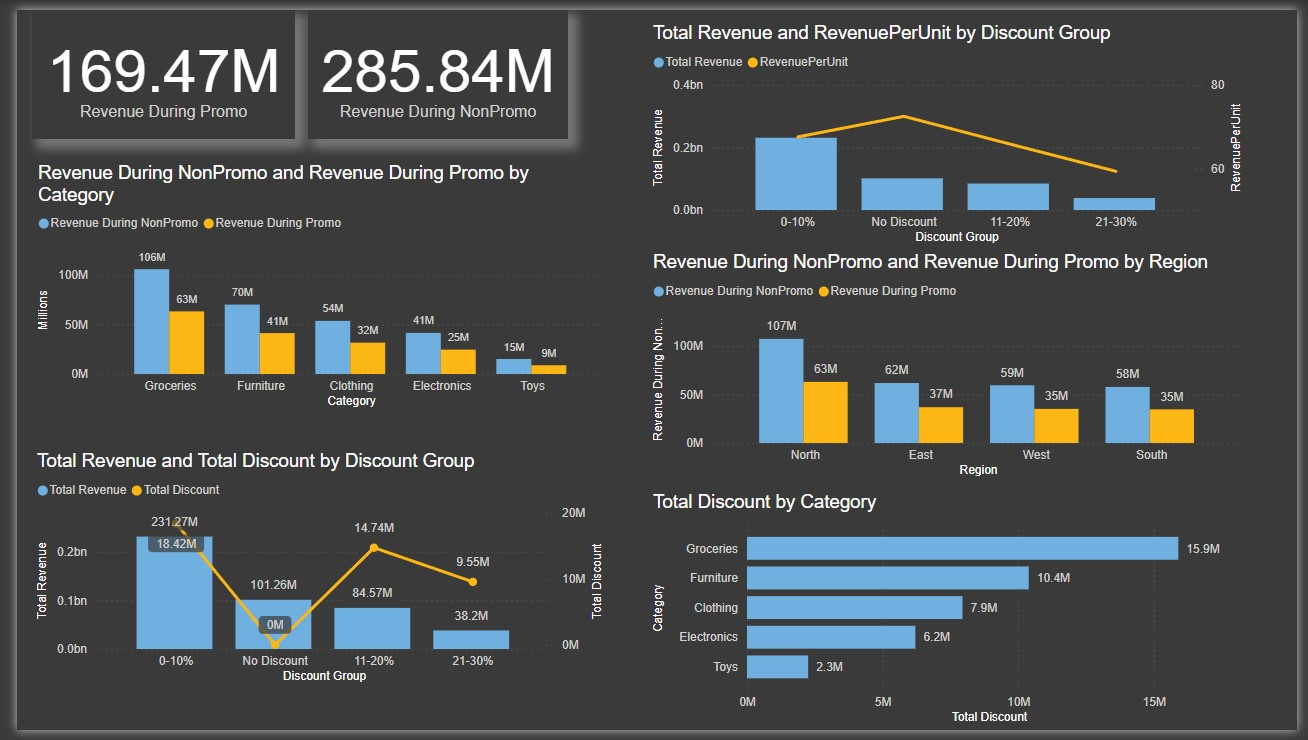 169.47M
Revenue During Promo
285.84M
Revenue During NonPromo
Revenue During NonPromo and Revenue During Promo by
Category
Revenue During NonPromo Revenue During Promo
Millions
100M
50M
0M
106M
63M
70M
41M
54M
32M
41M
25M
15M
9M
Groceries Furniture Clothing Electronics Toys
Category
Total Revenue and Total Discount by Discount Group
Total Revenue Total Discount
Total Revenue
0.2bn
0.1bn
0.0bn
231.27M
18.42M
101.26M
0M
14.74M
84.57M
9.55M
38.2M
20M
10M
0M
Total Discount
0-10% No Discount 11-20% 21-30%
Discount Group
Total Revenue and RevenuePerUnit by Discount Group
Total Revenue RevenuePerUnit
Total Revenue
0.4bn
0.2bn
0.0bn
80
60
RevenuePerUnit
0-10% No Discount 11-20% 21-30%
Discount Group
Revenue During NonPromo and Revenue During Promo by Region
Revenue During NonPromo Revenue During Promo
Revenue During Non...
100M
50M
0M
107M
63M
62M
37M
59M
35M
58M
35M
North East West South
Region
Total Discount by Category
Category
Groceries 15.9M
Furniture 10.4M
Clothing 7.9M
Electronics 6.2M
Toys 2.3M
0M 5M 10M 15M
Total Discount